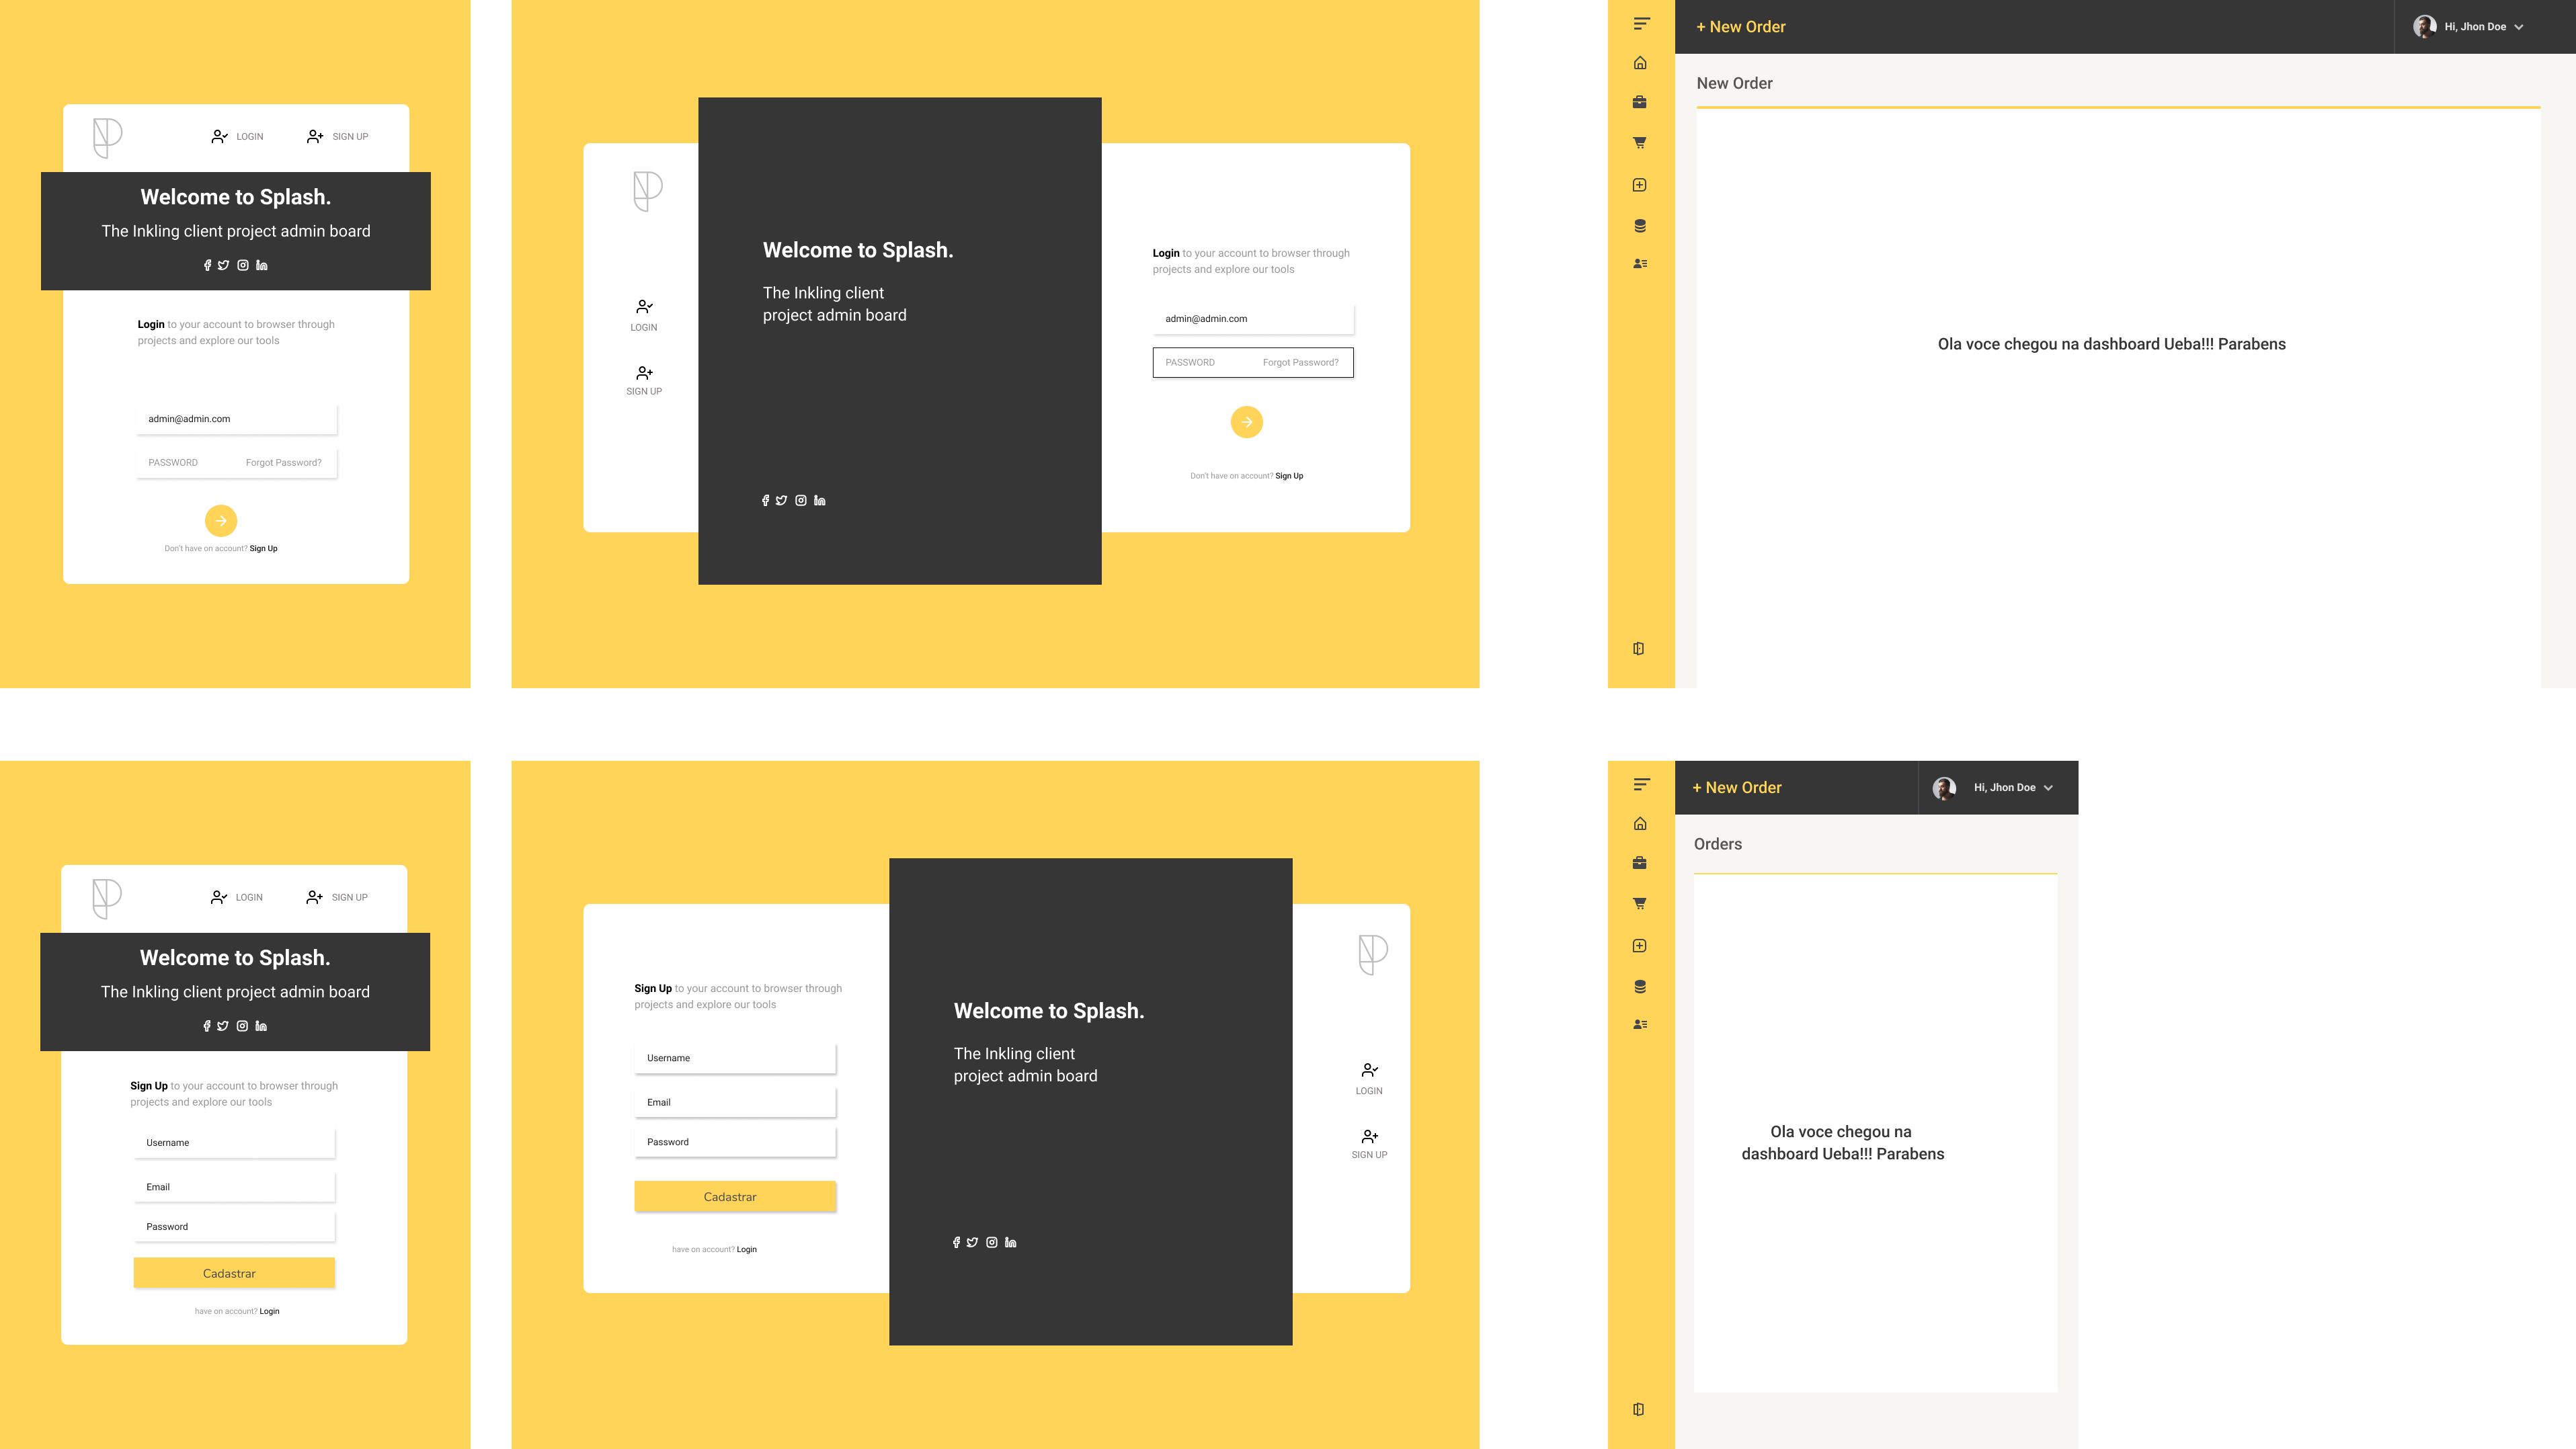 LOGIN
SIGN UP
Welcome to Splash.
The Inkling client project admin board
Login to your account to browser through
projects and explore our tools
admin@admin.com
PASSWORD Forgot Password?
Don't have on account? Sign Up
Welcome to Splash.
The Inkling client
project admin board
LOGIN
SIGN UP
Login to your account to browser through
projects and explore our tools
admin@admin.com
PASSWORD Forgot Password?
Don't have on account? Sign Up
+ New Order
Hi, Jhon Doe
New Order
Ola voce chegou na dashboard Ueba!!! Parabens
LOGIN
SIGN UP
Welcome to Splash.
The Inkling client project admin board
Sign Up to your account to browser through
projects and explore our tools
Username
Email
Password
Cadastrar
have on account? Login
Sign Up to your account to browser through
projects and explore our tools
Username
Email
Password
Cadastrar
have on account? Login
Welcome to Splash.
The Inkling client
project admin board
LOGIN
SIGN UP
+ New Order
Hi, Jhon Doe
Orders
Ola voce chegou na
dashboard Ueba!!! Parabens